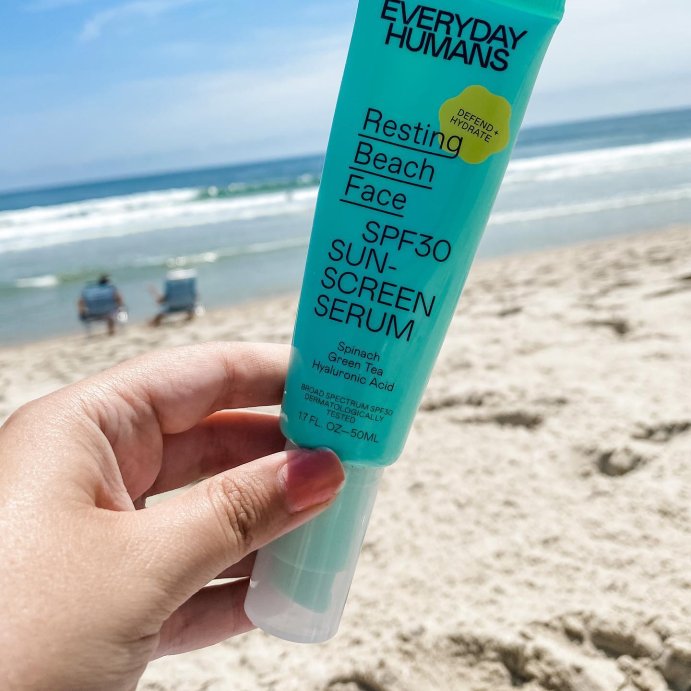 EVERYDAY
HUMANS
DEFEND +
HYDRATE
Resting
Beach
Face
SPF30
SUN-
SCREEN
SERUM
Spinach
Green Tea
Hyaluronic Acid
BROAD SPECTRUM SPF30
DERMATOLOGICALLY
TESTED
1.7 FL. OZ—50ML